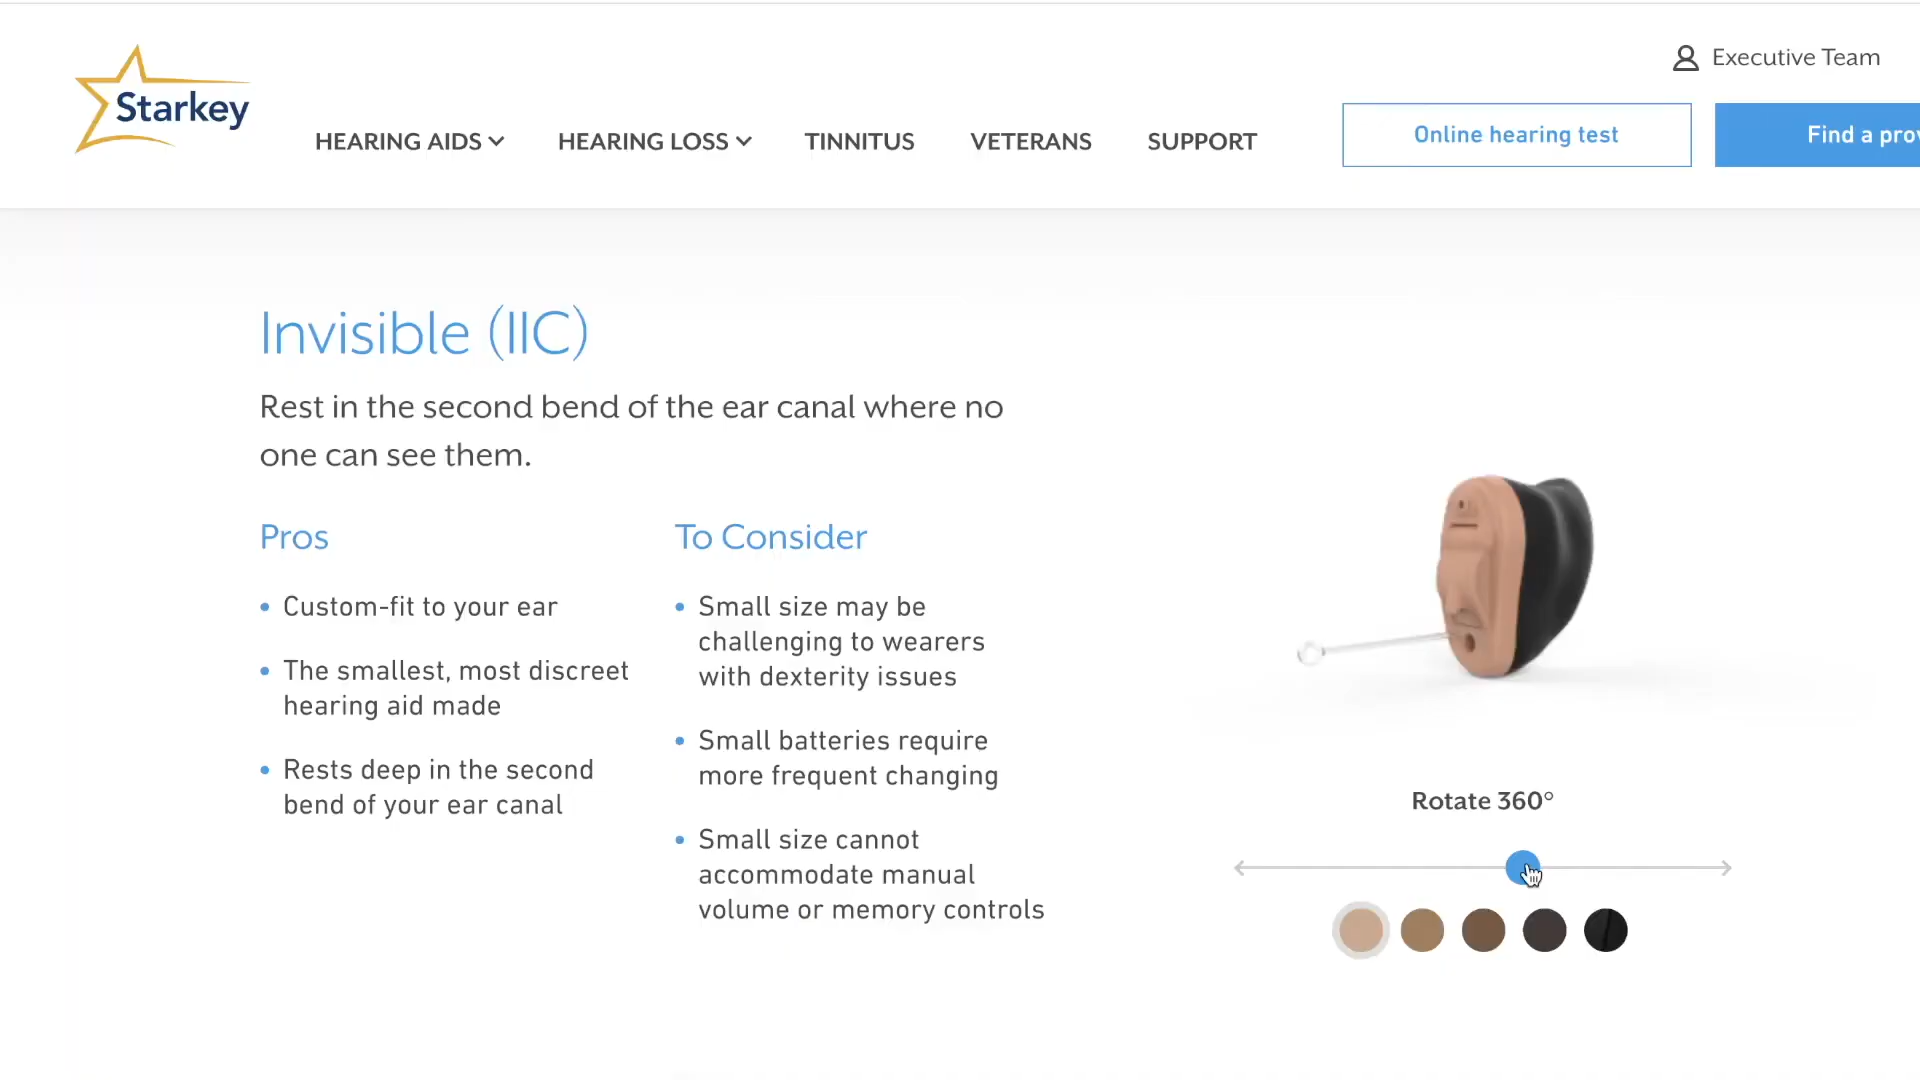 Executive Team
Starkey
HEARING AIDS
HEARING LOSS
TINNITUS
VETERANS
SUPPORT
Online hearing test
Find a pro
Invisible (IIC)
Rest in the second bend of the ear canal where no
one can see them.
Pros
Custom-fit to your ear
The smallest, most discreet
hearing aid made
Rests deep in the second
bend of your ear canal
To Consider
Small size may be
challenging to wearers
with dexterity issues
Small batteries require
more frequent changing
Small size cannot
accommodate manual
volume or memory controls
Rotate 360°